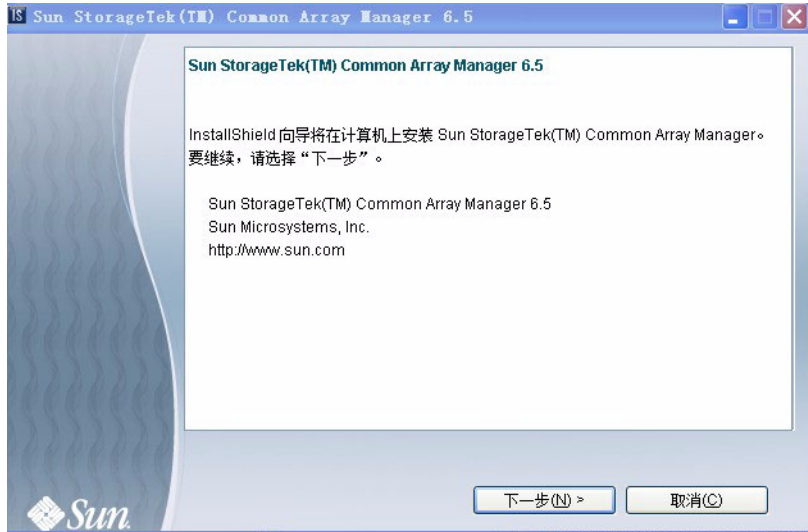 IS Sun StorageTek(TM) Common Array Manager 6.5
Sun StorageTek(TM) Common Array Manager 6.5
InstallShield 向导将在计算机上安装 Sun StorageTek(TM) Common Array Manager。
要继续，请选择“下一步”。
Sun StorageTek(TM) Common Array Manager 6.5
Sun Microsystems, Inc.
http://www.sun.com
下一步(N) >
取消(C)
Sun.